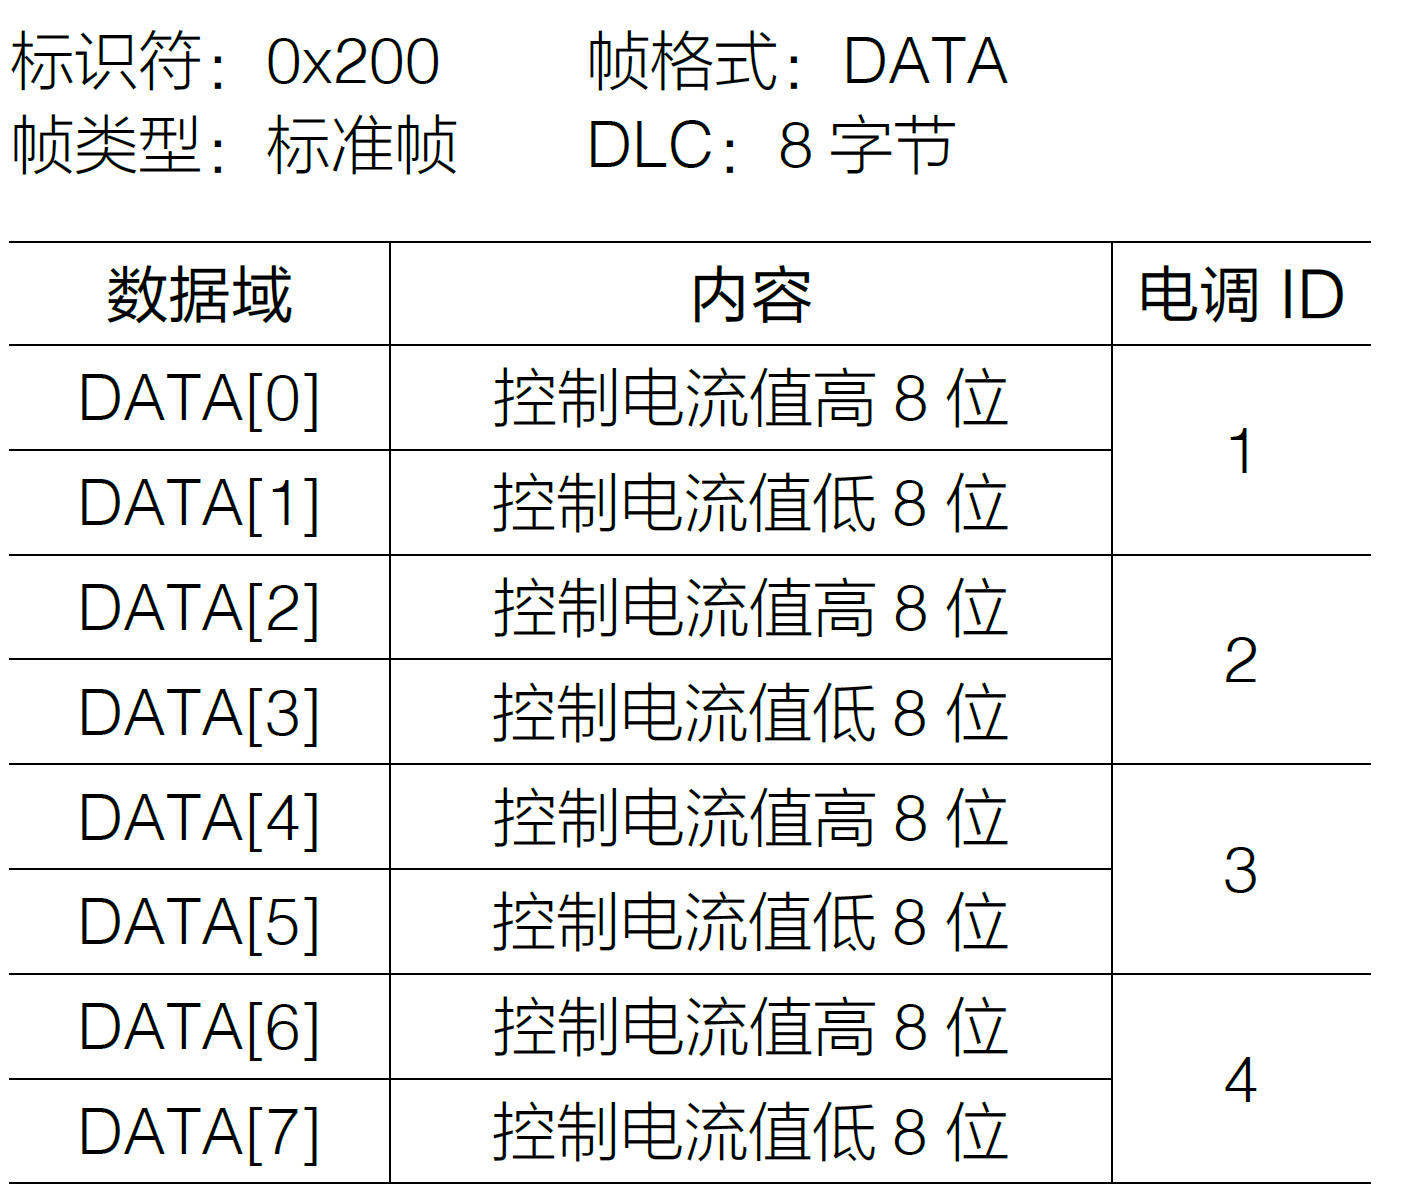 标识符：0x200 帧格式：DATA
帧类型：标准帧 DLC：8 字节
数据域 内容 电调 ID
DATA[0] 控制电流值高 8 位
1
DATA[1] 控制电流值低 8 位
DATA[2] 控制电流值高 8 位
2
DATA[3] 控制电流值低 8 位
DATA[4] 控制电流值高 8 位
3
DATA[5] 控制电流值低 8 位
DATA[6] 控制电流值高 8 位
4
DATA[7] 控制电流值低 8 位